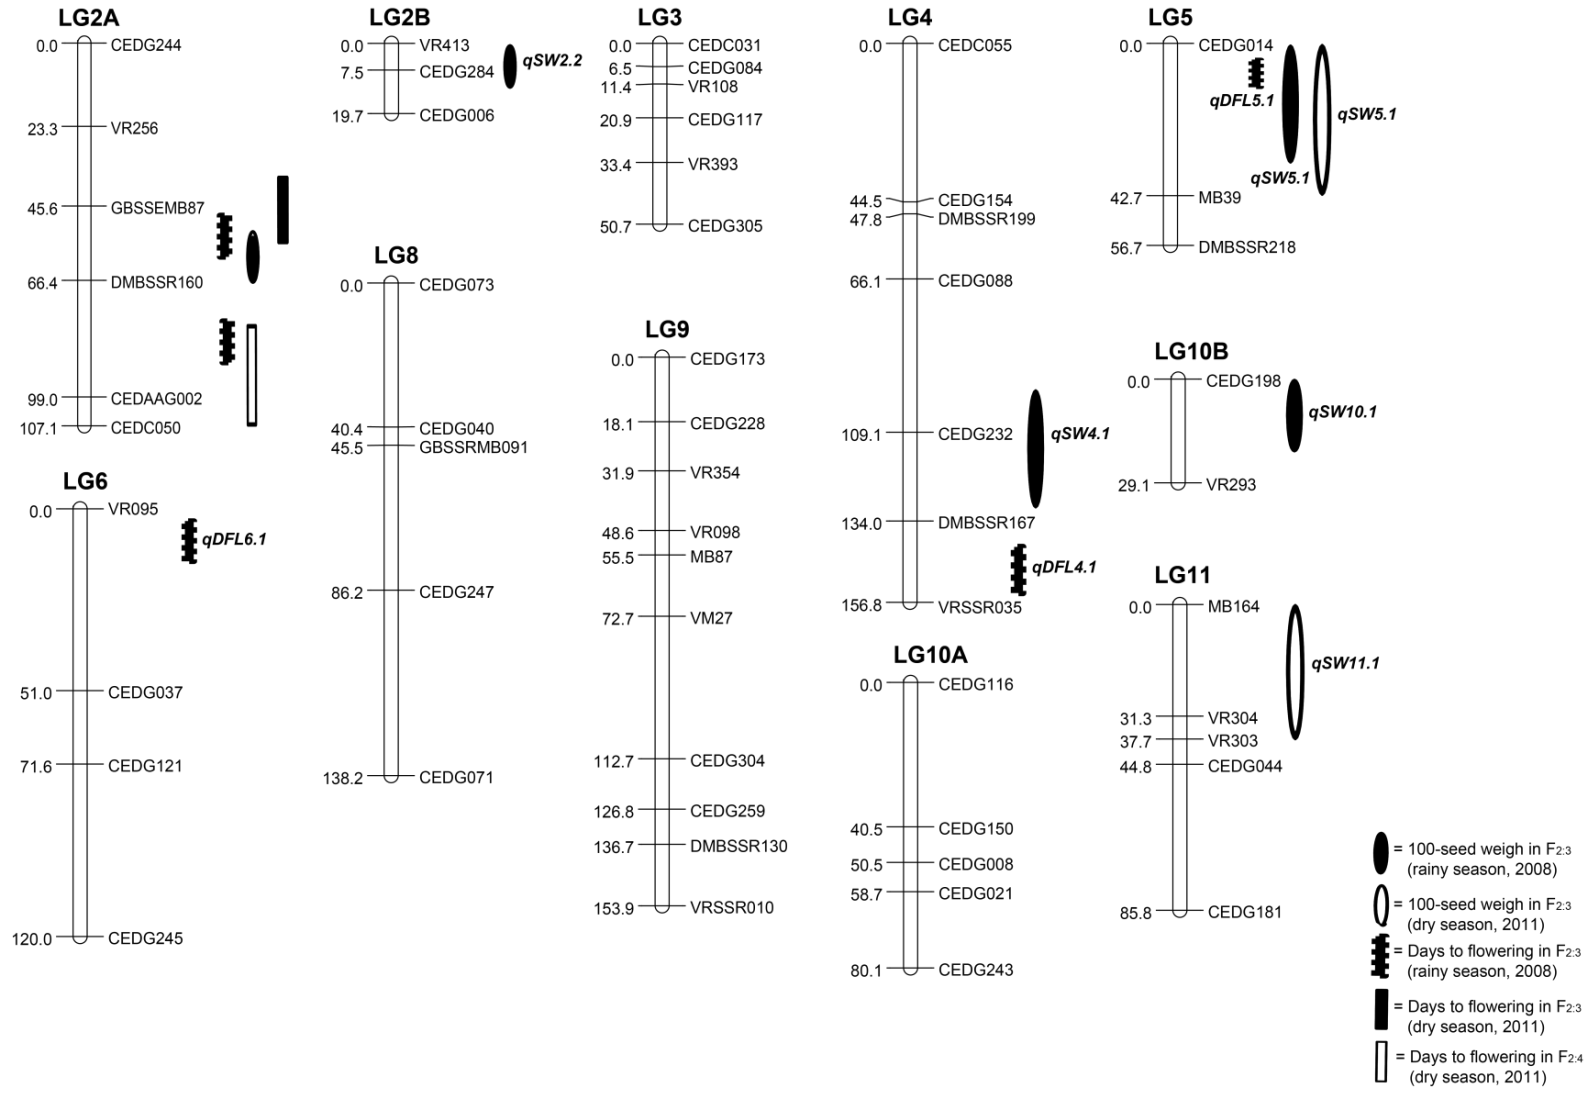 LG2A
0.0 CEDG244
23.3 VR256
45.6 GBSSEMB87
66.4 DMBSSR160
99.0 CEDAAG002
107.1 CEDC050
LG6
0.0 VR095
qDFL6.1
51.0 CEDG037
71.6 CEDG121
120.0 CEDG245
LG2B
0.0 VR413
qSW2.2
7.5 CEDG284
19.7 CEDG006
LG8
0.0 CEDG073
40.4 CEDG040
45.5 GBSSRMB091
86.2 CEDG247
138.2 CEDG071
LG3
0.0 CEDC031
6.5 CEDG084
11.4 VR108
20.9 CEDG117
33.4 VR393
50.7 CEDG305
LG9
0.0 CEDG173
18.1 CEDG228
31.9 VR354
48.6 VR098
55.5 MB87
72.7 VM27
112.7 CEDG304
126.8 CEDG259
136.7 DMBSSR130
153.9 VRSSR010
LG4
0.0 CEDC055
44.5 CEDG154
47.8 DMBSSR199
66.1 CEDG088
109.1 CEDG232
qSW4.1
134.0 DMBSSR167
qDFL4.1
156.8 VRSSR035
LG10A
0.0 CEDG116
40.5 CEDG150
50.5 CEDG008
58.7 CEDG021
80.1 CEDG243
LG5
0.0 CEDG014
qDFL5.1
qSW5.1
qSW5.1
42.7 MB39
56.7 DMBSSR218
LG10B
0.0 CEDG198
qSW10.1
29.1 VR293
LG11
0.0 MB164
qSW11.1
31.3 VR304
37.7 VR303
44.8 CEDG044
85.8 CEDG181
= 100-seed weigh in F2:3
(rainy season, 2008)
= 100-seed weigh in F2:3
(dry season, 2011)
= Days to flowering in F2:3
(rainy season, 2008)
= Days to flowering in F2:3
(dry season, 2011)
= Days to flowering in F2:4
(dry season, 2011)